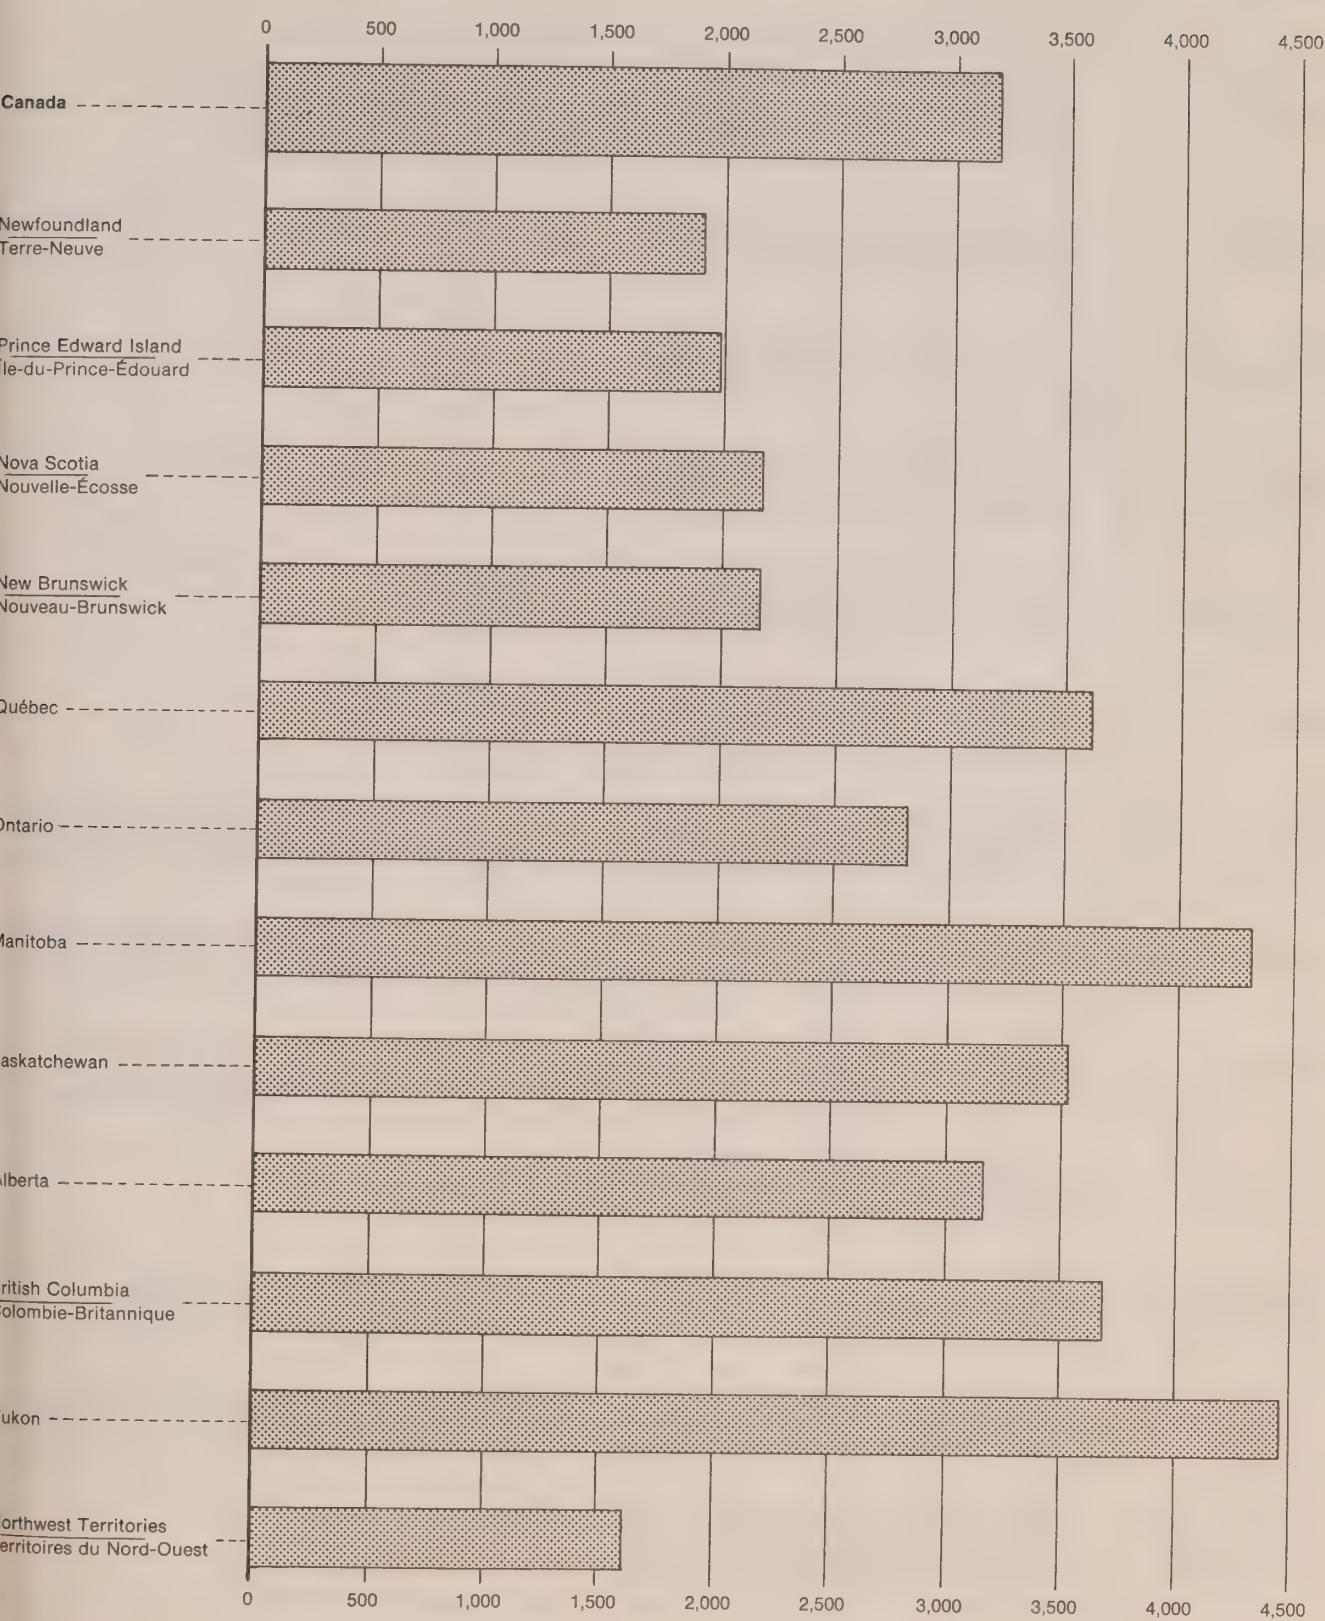 0 500 1,000 1,500 2,000 2,500 3,000 3,500 4,000 4,500
Canada
Newfoundland
Terre-Neuve
Prince Edward Island
Île-du-Prince-Édouard
Nova Scotia
Nouvelle-Écosse
New Brunswick
Nouveau-Brunswick
Québec
Ontario
Manitoba
askatchewan
Alberta
ritish Columbia
olombie-Britannique
ukon
orthwest Territories
erritoires du Nord-Ouest
0 500 1,000 1,500 2,000 2,500 3,000 3,500 4,000 4,500